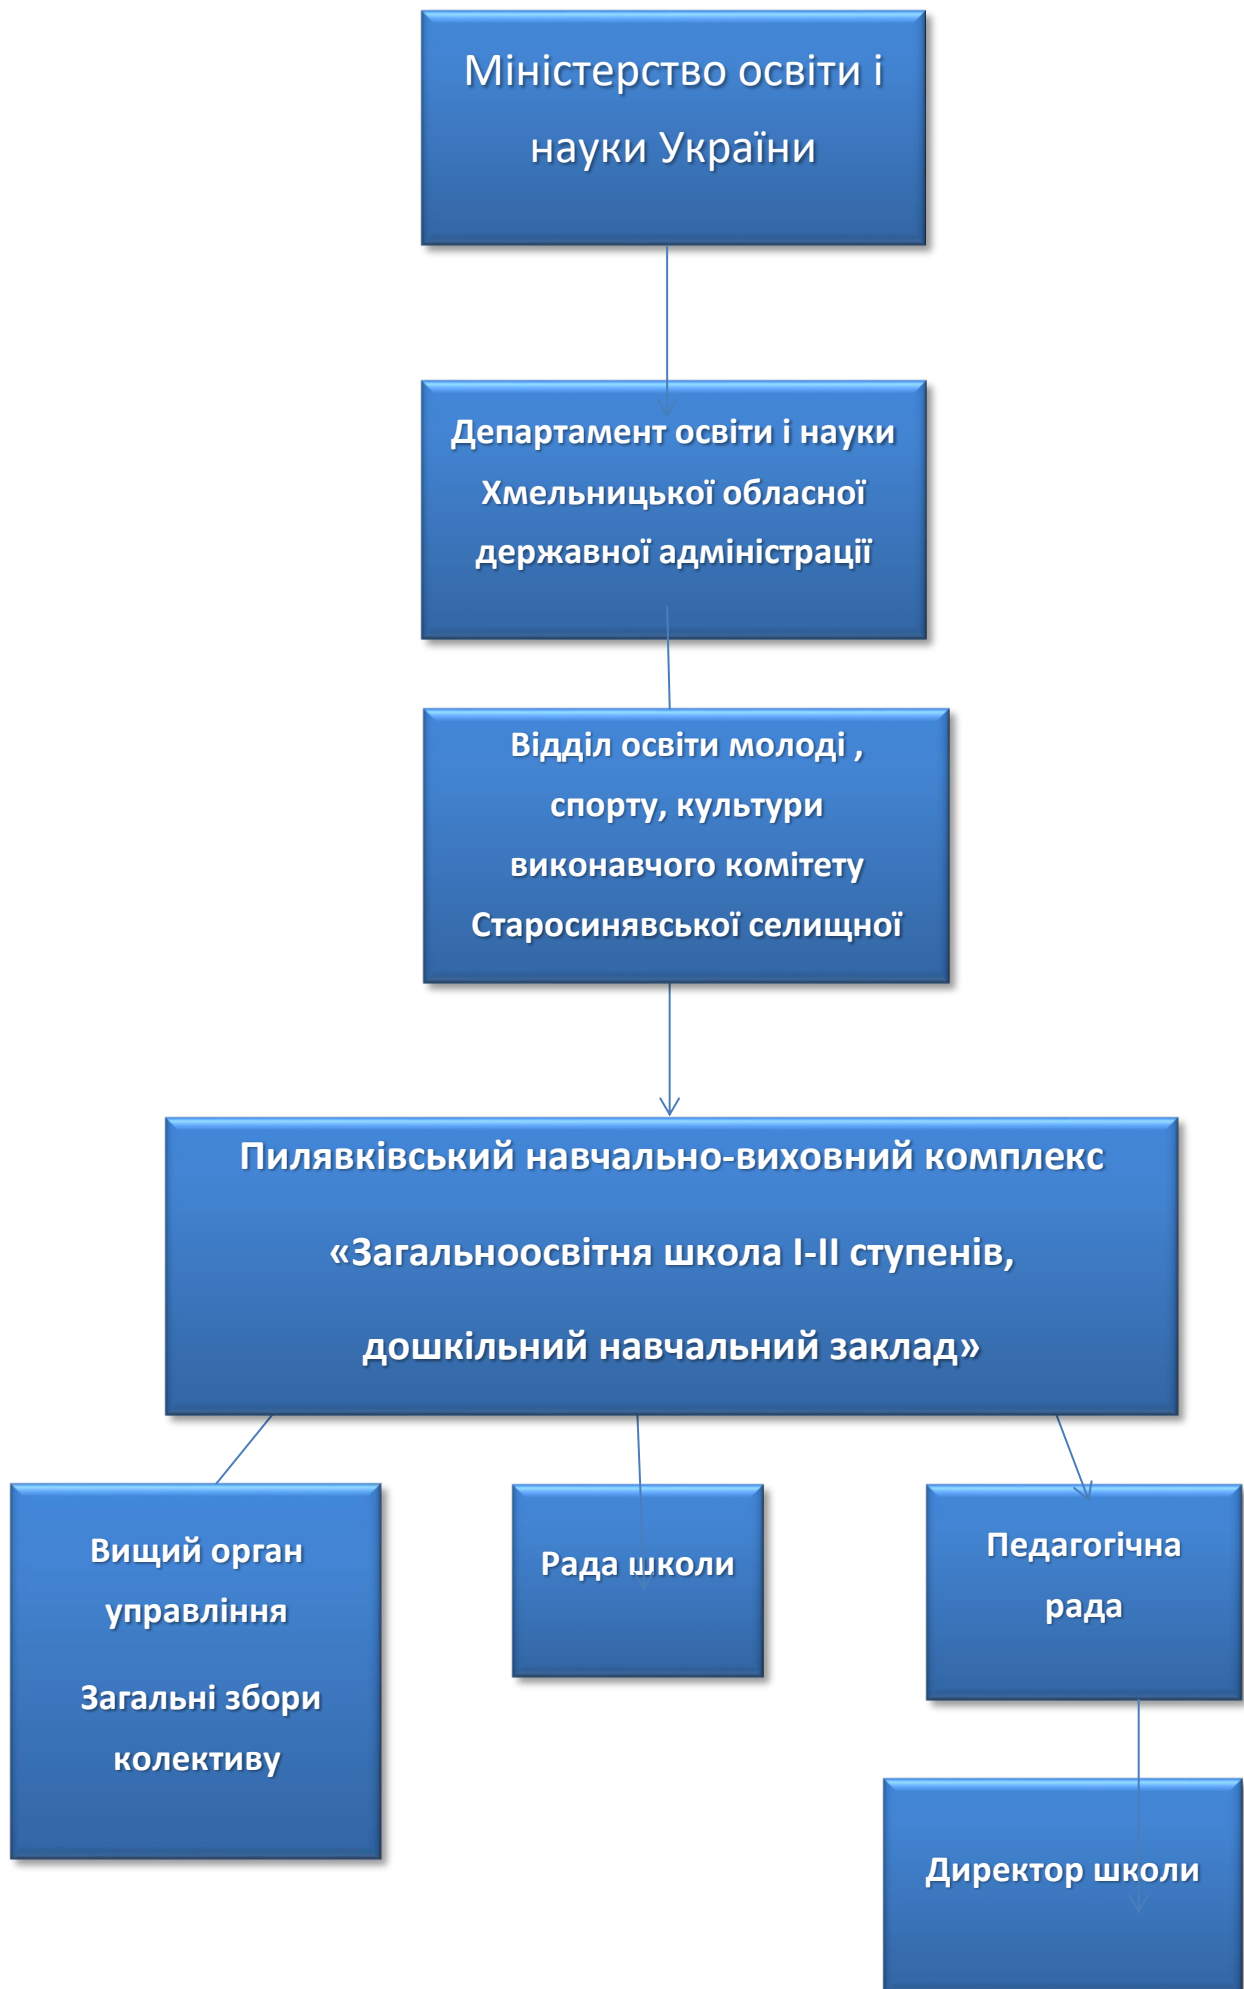 Міністерство освіти і
науки України
Департамент освіти і науки
Хмельницької обласної
державної адміністрації
Відділ освіти молоді ,
спорту, культури
виконавчого комітету
Старосинявської селищної
Пилявківський навчально-виховний комплекс
«Загальноосвітня школа І-ІІ ступенів,
дошкільний навчальний заклад»
Вищий орган
управління
Загальні збори
колективу
Рада школи
Педагогічна
рада
Директор школи